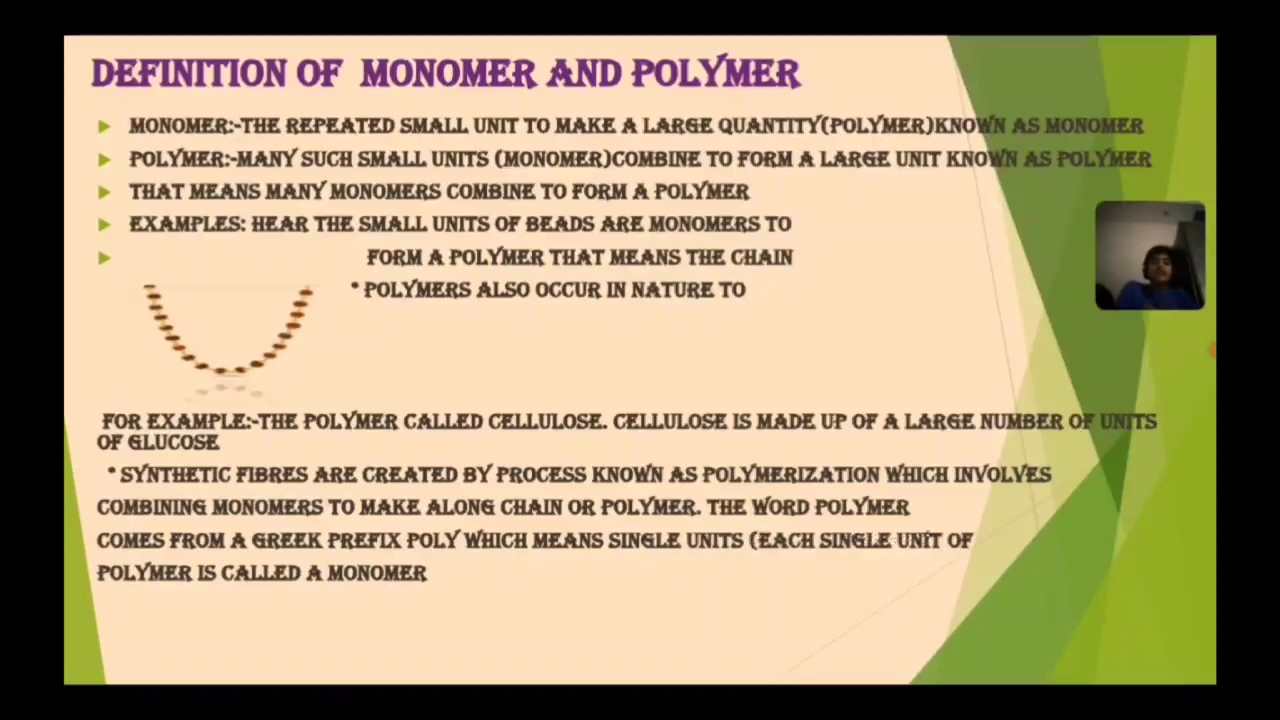 DEFINITION OF MONOMER AND POLYMER
MONOMER:-THE REPEATED SMALL UNIT TO MAKE A LARGE QUANTITY(POLYMER)KNOWN AS MONOMER
POLYMER:-MANY SUCH SMALL UNITS (MONOMER)COMBINE TO FORM A LARGE UNIT KNOWN AS POLYMER
THAT MEANS MANY MONOMERS COMBINE TO FORM A POLYMER
EXAMPLES: HEAR THE SMALL UNITS OF BEADS ARE MONOMERS TO
FORM A POLYMER THAT MEANS THE CHAIN
* POLYMERS ALSO OCCUR IN NATURE TO
FOR EXAMPLE:-THE POLYMER CALLED CELLULOSE. CELLULOSE IS MADE UP OF A LARGE NUMBER OF UNITS
OF GLUCOSE
* SYNTHETIC FIBRES ARE CREATED BY PROCESS KNOWN AS POLYMERIZATION WHICH INVOLVES
COMBINING MONOMERS TO MAKE ALONG CHAIN OR POLYMER. THE WORD POLYMER
COMES FROM A GREEK PREFIX POLY WHICH MEANS SINGLE UNITS (EACH SINGLE UNIT OF
POLYMER IS CALLED A MONOMER